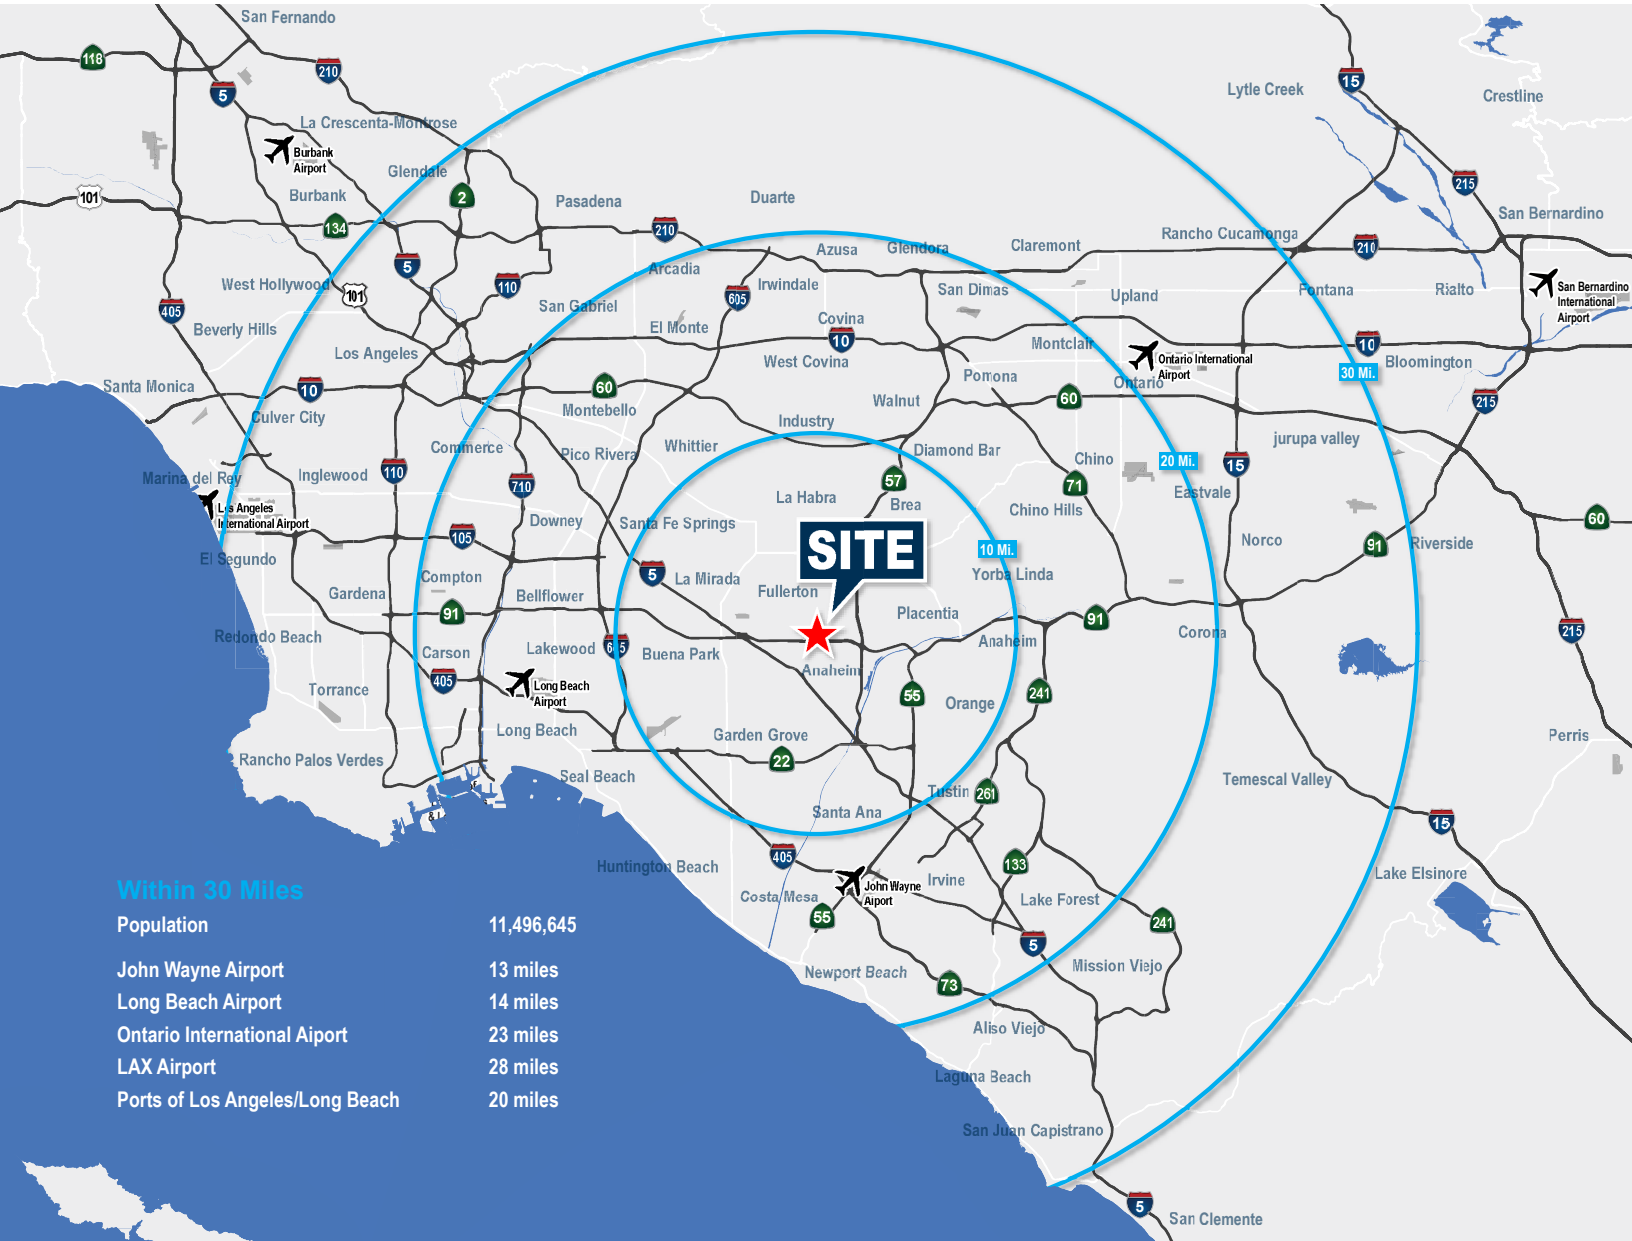 San Fernando
118
210
5
15
Lytle Creek
Crestline
La Crescenta-Montrose
Burbank
Airport
Glendale
Burbank
101
134
2
Pasadena
Duarte
215
San Bernardino
210
Azusa
Glendora
Claremont
Rancho Cucamonga
210
5
Arcadia
West Hollywood
101
110
San Gabriel
605
Irwindale
San Dimas
Upland
Fontana
Rialto
San Bernardino
International
Airport
405
Beverly Hills
El Monte
Covina
10
Los Angeles
West Covina
Montclair
Ontario International
Airport
10
Bloomington
30 Mi.
Santa Monica
10
60
Pomona
Ontario
60
215
Culver City
Montebello
Walnut
Industry
Commerce
Pico Rivera
Whittier
Diamond Bar
jurupa valley
Marina del Rey
Inglewood
110
710
57
Chino
20 Mi.
15
71
Eastvale
Los Angeles
International Airport
La Habra
Brea
Chino Hills
60
Downey
Santa Fe Springs
105
SITE
10 Mi.
Norco
91
Riverside
El Segundo
Compton
5
La Mirada
Fullerton
Yorba Linda
Gardena
91
Bellflower
Placentia
91
Redondo Beach
Carson
Lakewood
605
Buena Park
Anaheim
Corona
215
405
Long Beach
Airport
Anaheim
Torrance
55
Orange
241
Long Beach
Garden Grove
22
Perris
Rancho Palos Verdes
Seal Beach
Tustin
261
Temescal Valley
& L
Santa Ana
15
Huntington Beach
405
133
John Wayne
Aiport
Irvine
Lake Elsinore
Costa Mesa
55
Lake Forest
241
5
Newport Beach
73
Mission Viejo
Aliso Viejo
Laguna Beach
San Juan Capistrano
5
San Clemente
Within 30 Miles
Population 11,496,645
John Wayne Airport 13 miles
Long Beach Airport 14 miles
Ontario International Aiport 23 miles
LAX Airport 28 miles
Ports of Los Angeles/Long Beach 20 miles